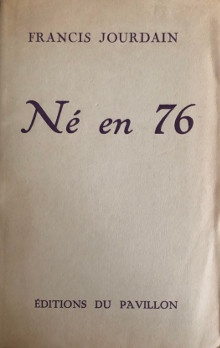 FRANCIS JOURDAIN
Né en 76
ÉDITIONS DU PAVILLON